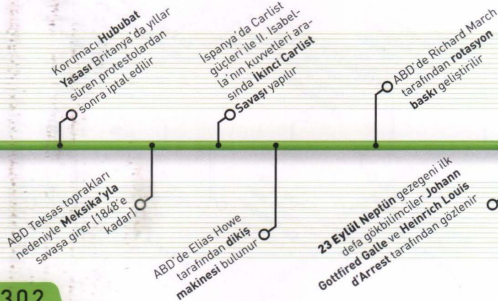 Korumacı Hububat
Yasası Britanya'da yıllar
süren protestolardan
sonra iptal edilir
ABD Teksas toprakları
nedeniyle Meksika'yla
savaşa girer (1848'e
kadar)
İspanya'da Carlist
güçleri ile II. Isabel-
la'nın kuvvetleri ara-
sında İkinci Carlist
Savaşı yapılır
ABD'de Elias Howe
tarafından dikiş
makinesi bulunur
ABD'de Richard March
tarafından rotasyon
baskı geliştirilir
23 Eylül Neptün gezegeni ilk
defa gökbilimciler Johann
Gottfired Galle ve Heinrich Louis
d'Arrest tarafından gözlenir
302